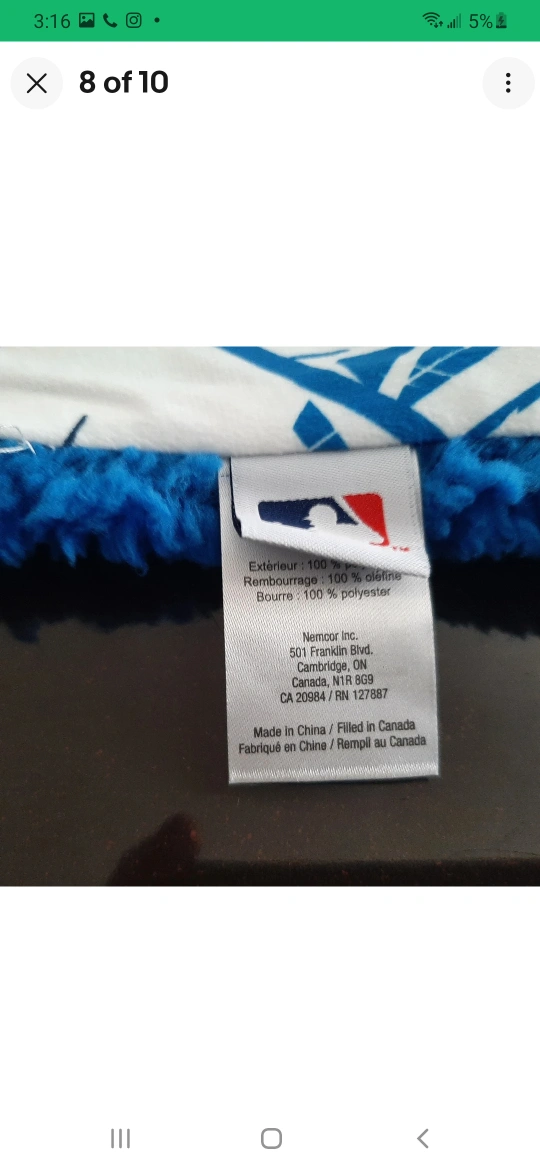 3:16
5%
8 of 10
Extérieur : 100 %
Rembourrage : 100 % oléfine
Bourre : 100 % polyester
Nemcor Inc.
501 Franklin Blvd.
Cambridge, ON
Canada, N1R 8G9
CA 20984 / RN 127887
Made in China / Filled in Canada
Fabriqué en Chine / Rempli au Canada